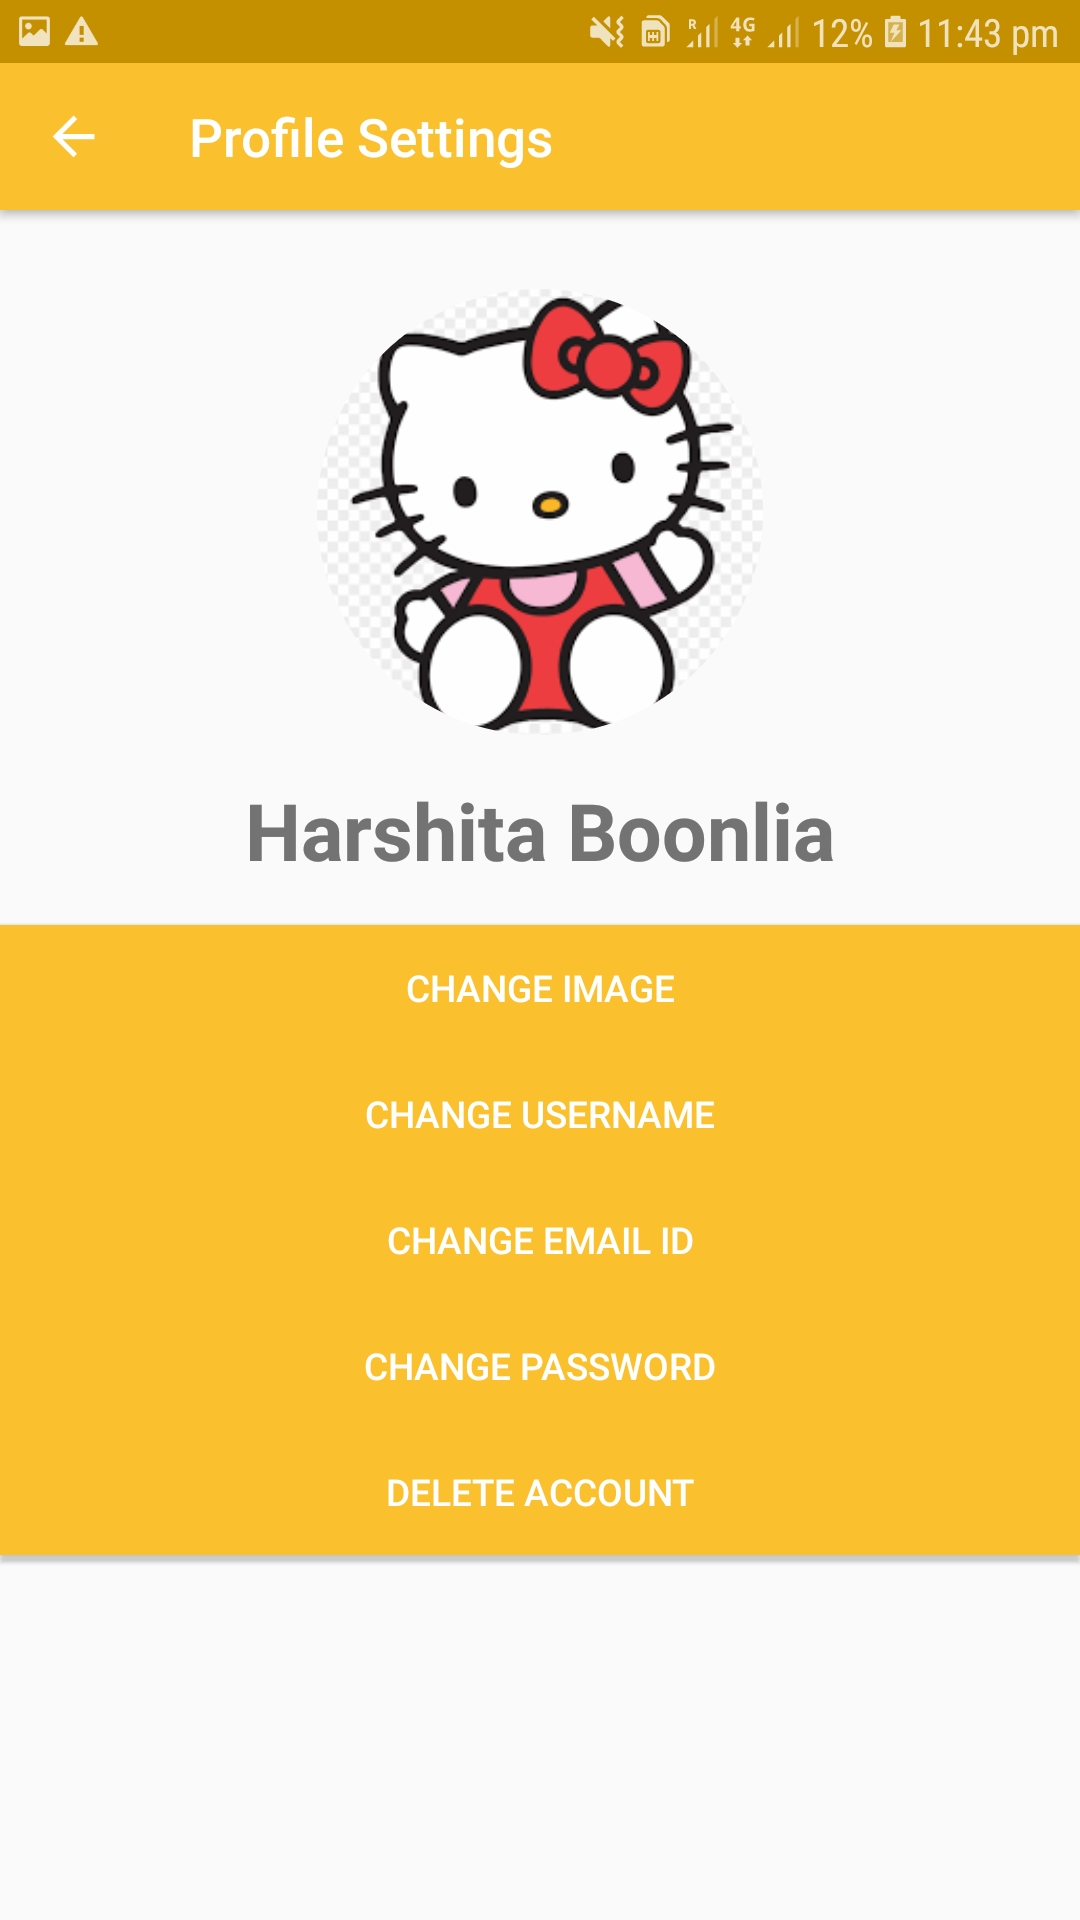 R 4G 12% 11:43 pm
Profile Settings
Harshita Boonlia
CHANGE IMAGE
CHANGE USERNAME
CHANGE EMAIL ID
CHANGE PASSWORD
DELETE ACCOUNT